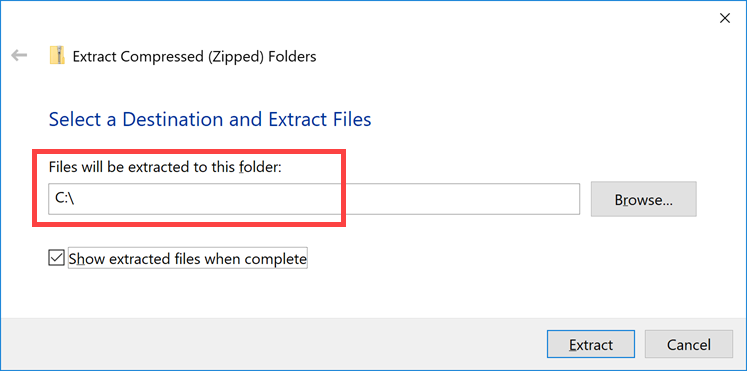 Extract Compressed (Zipped) Folders
Select a Destination and Extract Files
Files will be extracted to this folder:
C:\
Browse...
Show extracted files when complete
Extract
Cancel